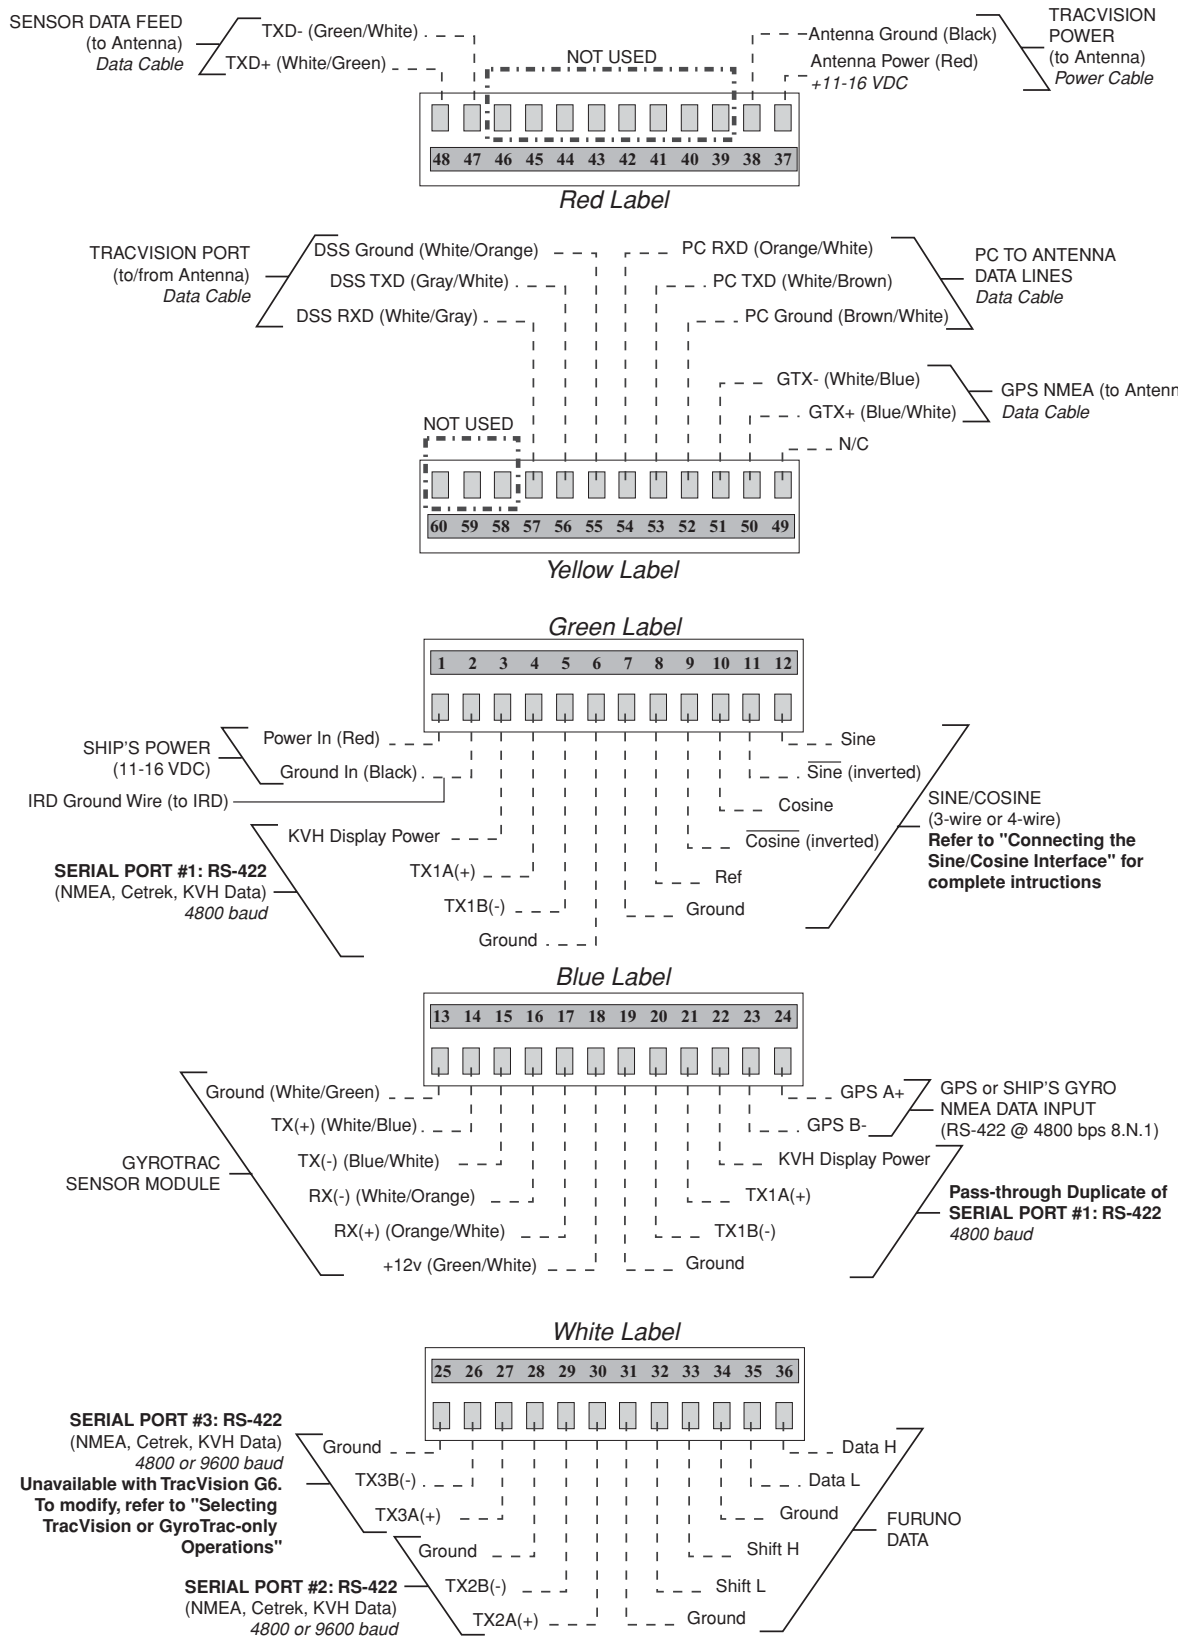 SENSOR DATA FEED
(to Antenna)
Data Cable
TXD- (Green/White)
TXD+ (White/Green)
NOT USED
Antenna Ground (Black)
Antenna Power (Red)
+11-16 VDC
TRACVISION
POWER
(to Antenna)
Power Cable
48 47 46 45 44 43 42 41 40 39 38 37
Red Label
TRACVISION PORT
(to/from Antenna)
Data Cable
DSS Ground (White/Orange)
DSS TXD (Gray/White)
DSS RXD (White/Gray)
PC RXD (Orange/White)
PC TXD (White/Brown)
PC Ground (Brown/White)
PC TO ANTENNA
DATA LINES
Data Cable
GTX- (White/Blue)
GTX+ (Blue/White)
N/C
GPS NMEA (to Antenn
Data Cable
NOT USED
60 59 58 57 56 55 54 53 52 51 50 49
Yellow Label
Green Label
1 2 3 4 5 6 7 8 9 10 11 12
SHIP'S POWER
(11-16 VDC)
Power In (Red)
Ground In (Black)
IRD Ground Wire (to IRD)
KVH Display Power
SERIAL PORT #1: RS-422
(NMEA, Cetrek, KVH Data)
4800 baud
TX1A(+)
TX1B(-)
Ground
Sine
Sine (inverted)
Cosine
Cosine (inverted)
Ref
Ground
SINE/COSINE
(3-wire or 4-wire)
Refer to "Connecting the
Sine/Cosine Interface" for
complete intructions
Blue Label
13 14 15 16 17 18 19 20 21 22 23 24
GYROTRAC
SENSOR MODULE
Ground (White/Green)
TX(+) (White/Blue)
TX(-) (Blue/White)
RX(-) (White/Orange)
RX(+) (Orange/White)
+12v (Green/White)
GPS A+
GPS B-
GPS or SHIP'S GYRO
NMEA DATA INPUT
(RS-422 @ 4800 bps 8.N.1)
KVH Display Power
TX1A(+)
TX1B(-)
Ground
Pass-through Duplicate of
SERIAL PORT #1: RS-422
4800 baud
White Label
25 26 27 28 29 30 31 32 33 34 35 36
SERIAL PORT #3: RS-422
(NMEA, Cetrek, KVH Data)
4800 or 9600 baud
Unavailable with TracVision G6.
To modify, refer to "Selecting
TracVision or GyroTrac-only
Operations"
Ground
TX3B(-)
TX3A(+)
Ground
TX2B(-)
TX2A(+)
SERIAL PORT #2: RS-422
(NMEA, Cetrek, KVH Data)
4800 or 9600 baud
Data H
Data L
Ground
Shift H
Shift L
Ground
FURUNO
DATA